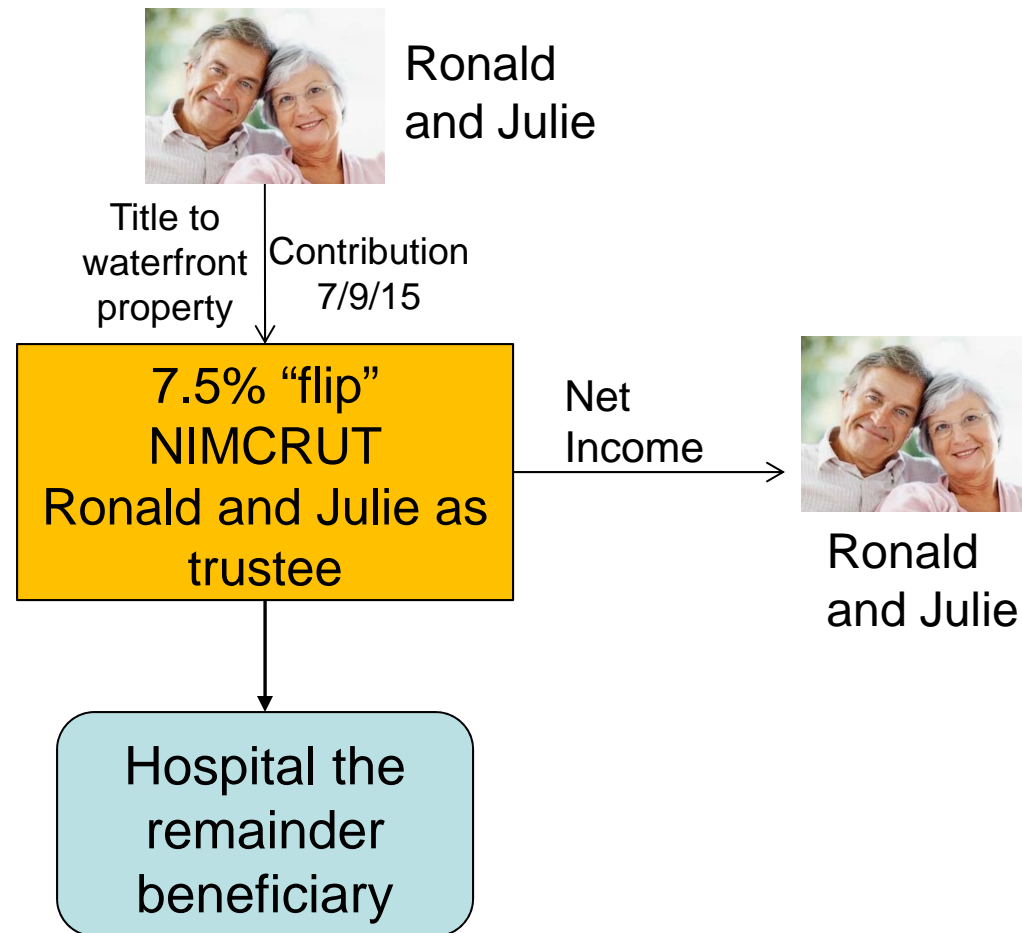 Ronald
and Julie
Title to
waterfront
property
Contribution
7/9/15
7.5% “flip”
NIMCRUT
Ronald and Julie as
trustee
Net
Income
Ronald
and Julie
Hospital the
remainder
beneficiary